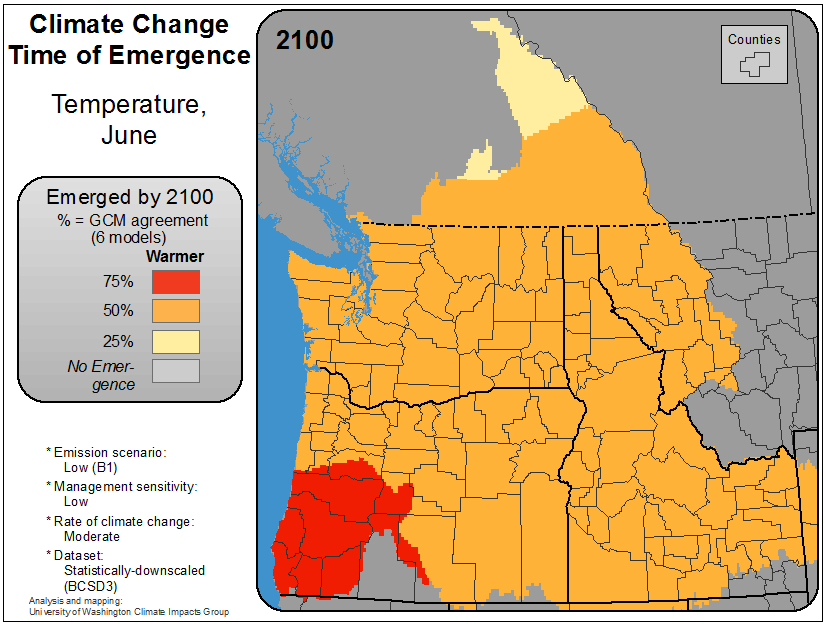 Climate Change
Time of Emergence
Temperature,
June
Emerged by 2100
% = GCM agreement
(6 models)
Warmer
75%
50%
25%
No Emer-
gence
* Emission scenario:
Low (B1)
* Management sensitivity:
Low
* Rate of climate change:
Moderate
* Dataset:
Statistically-downscaled
(BCSD3)
Analysis and mapping:
University of Washington Climate Impacts Group
2100
Counties